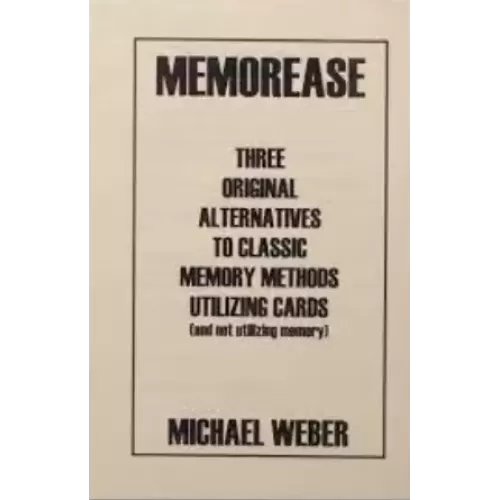 MEMOREASE
THREE
ORIGINAL
ALTERNATIVES
TO CLASSIC
MEMORY METHODS
UTILIZING CARDS
(and not utilizing memory)
MICHAEL WEBER